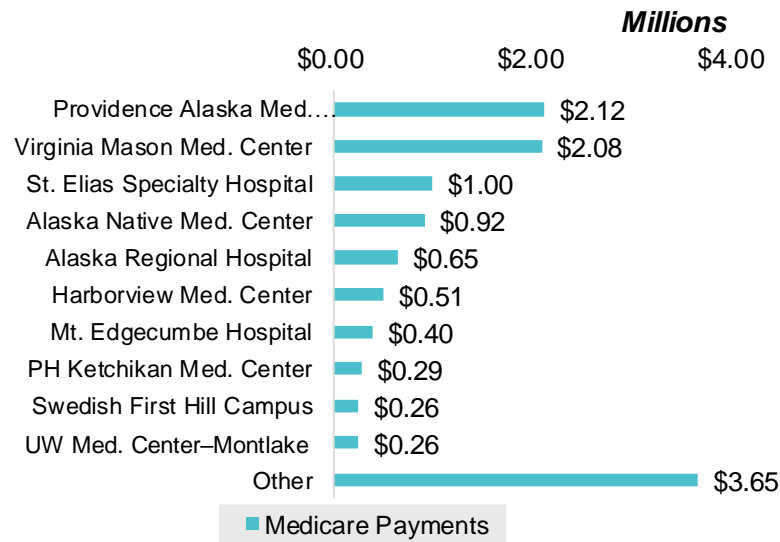 Millions
$0.00 $2.00 $4.00
Providence Alaska Med.… $2.12
Virginia Mason Med. Center $2.08
St. Elias Specialty Hospital $1.00
Alaska Native Med. Center $0.92
Alaska Regional Hospital $0.65
Harborview Med. Center $0.51
Mt. Edgecumbe Hospital $0.40
PH Ketchikan Med. Center $0.29
Swedish First Hill Campus $0.26
UW Med. Center–Montlake $0.26
Other $3.65
Medicare Payments